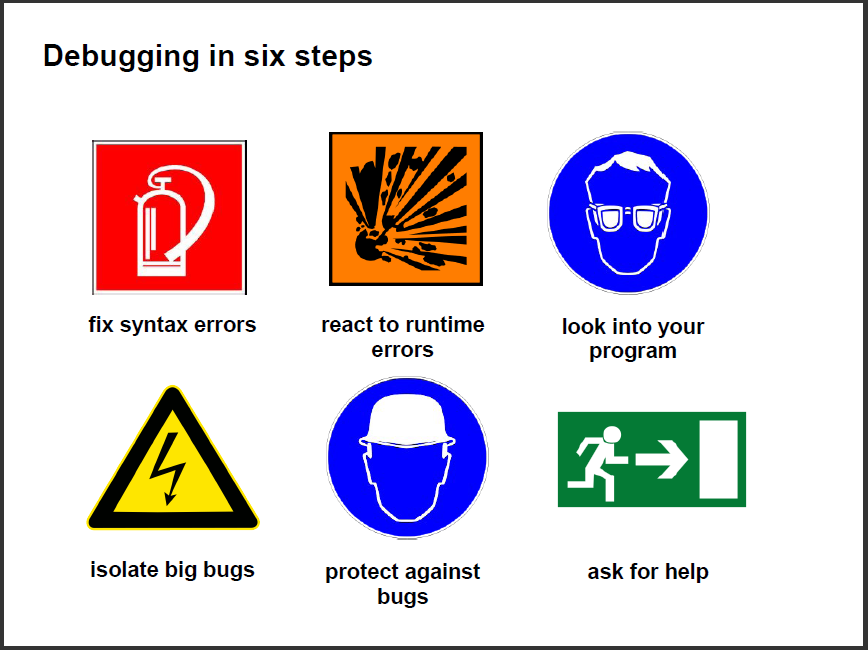 Debugging in six steps
fix syntax errors
react to runtime
errors
look into your
program
isolate big bugs
protect against
bugs
ask for help